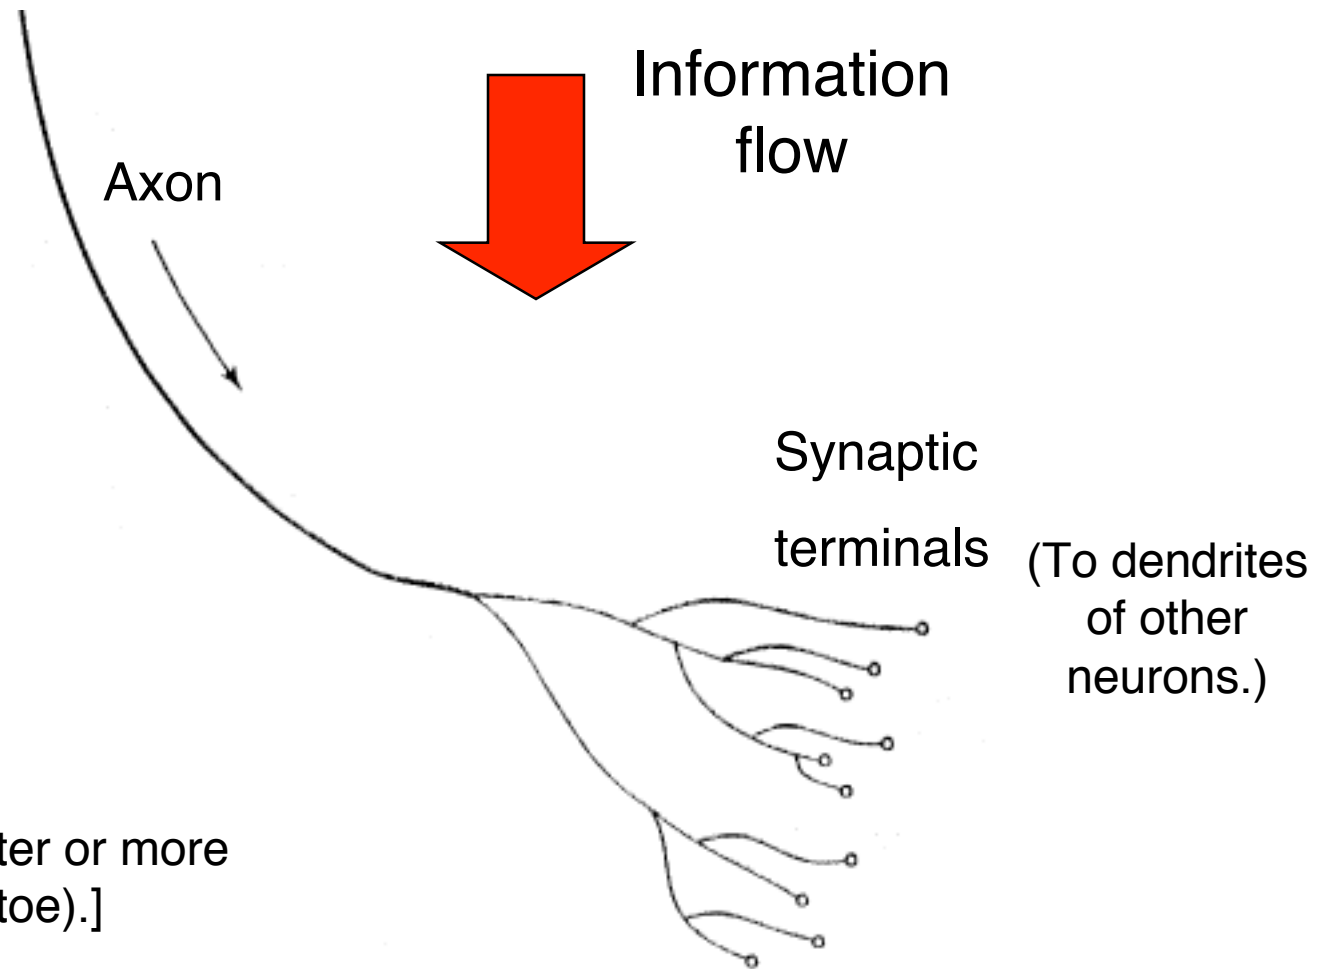 Information
flow
Axon
Synaptic
terminals
(To dendrites
of other
neurons.)
ter or more
toe).]